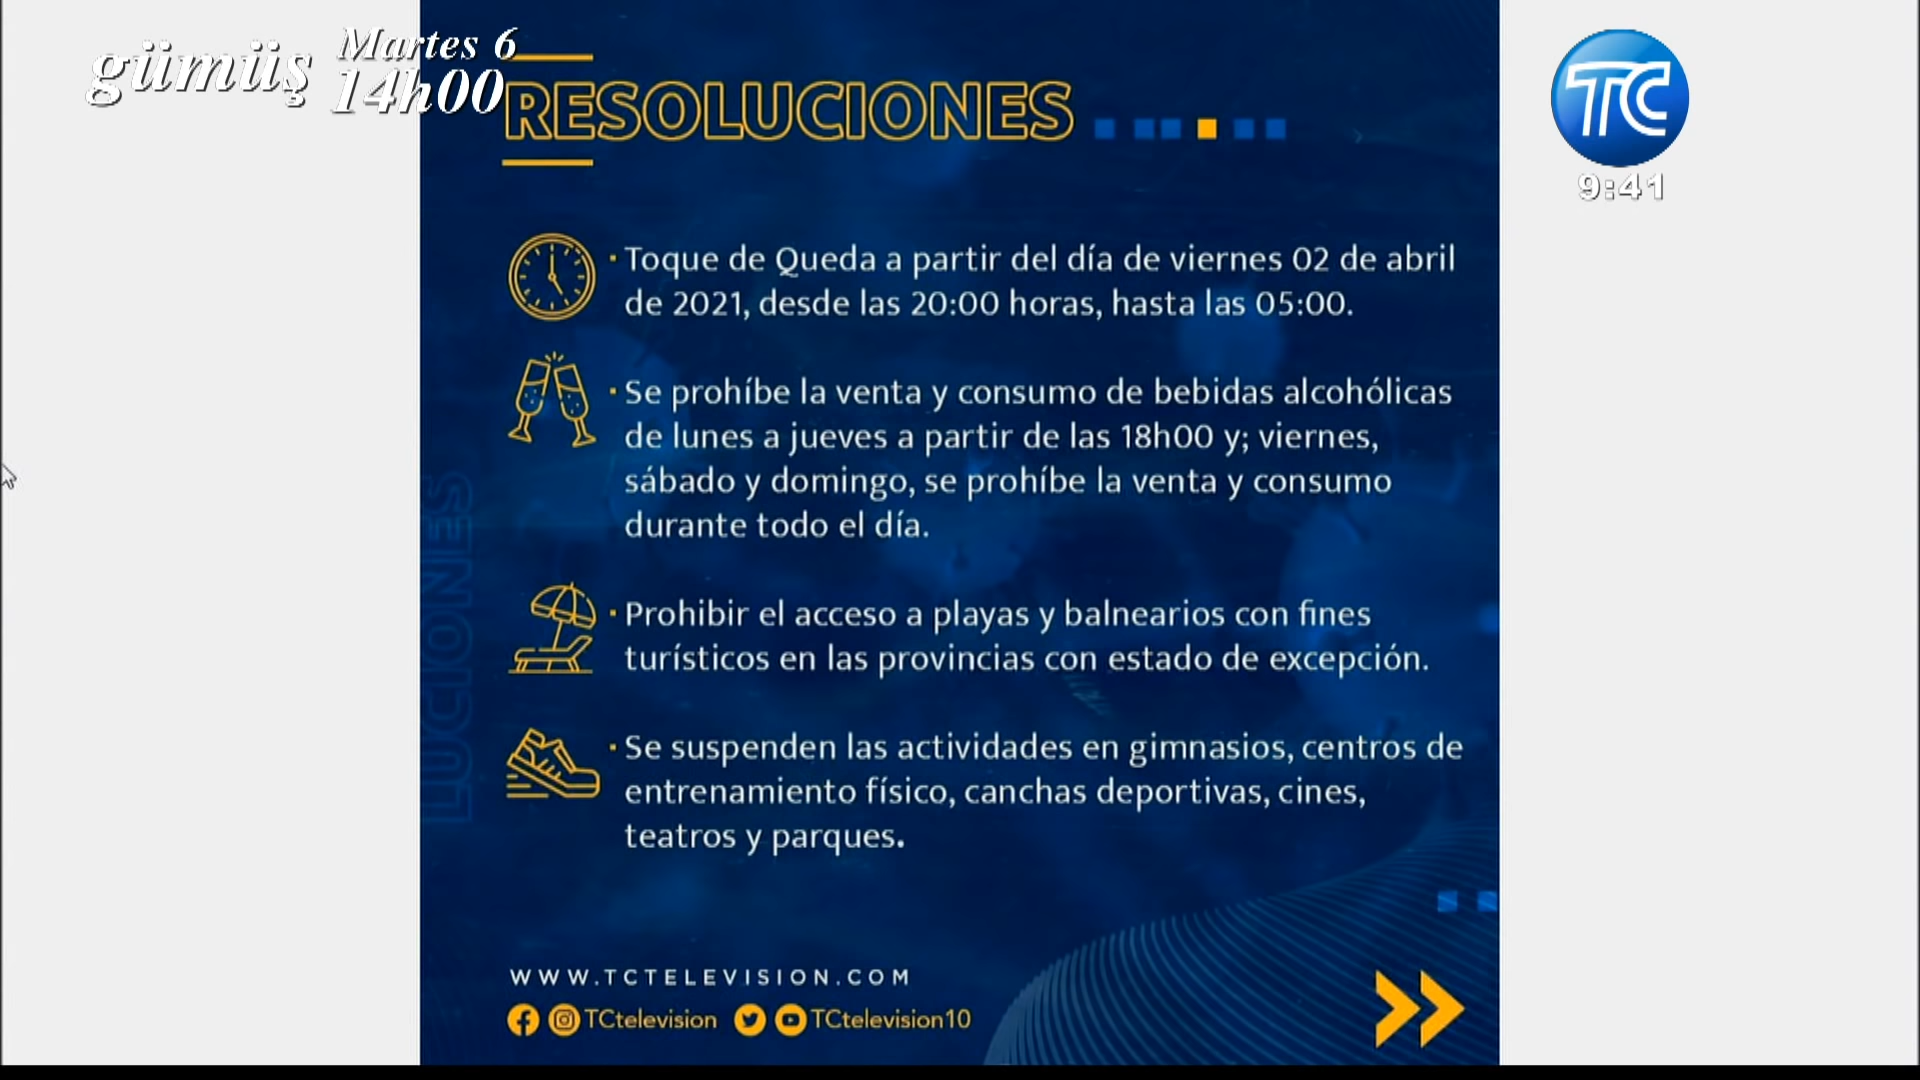 gümüş
Martes 6
14h00
RESOLUCIONES
TC
9:41
· Toque de Queda a partir del día de viernes 02 de abril
de 2021, desde las 20:00 horas, hasta las 05:00.
· Se prohíbe la venta y consumo de bebidas alcohólicas
de lunes a jueves a partir de las 18h00 y; viernes,
sábado y domingo, se prohíbe la venta y consumo
durante todo el día.
· Prohibir el acceso a playas y balnearios con fines
turísticos en las provincias con estado de excepción.
· Se suspenden las actividades en gimnasios, centros de
entrenamiento físico, canchas deportivas, cines,
teatros y parques.
LUCIONES
WWW.TCTELEVISION.COM
TCtelevision TCtelevision10